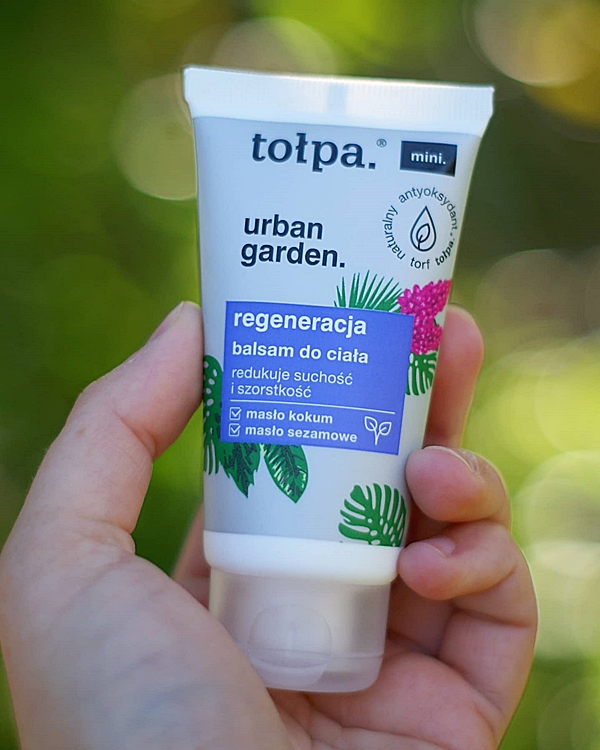 tołpa.®
mini.
naturalny antyoksydant. torf tołpa.
urban
garden.
regeneracja
balsam do ciała
redukuje suchość
i szorstkość
masło kokum
masło sezamowe